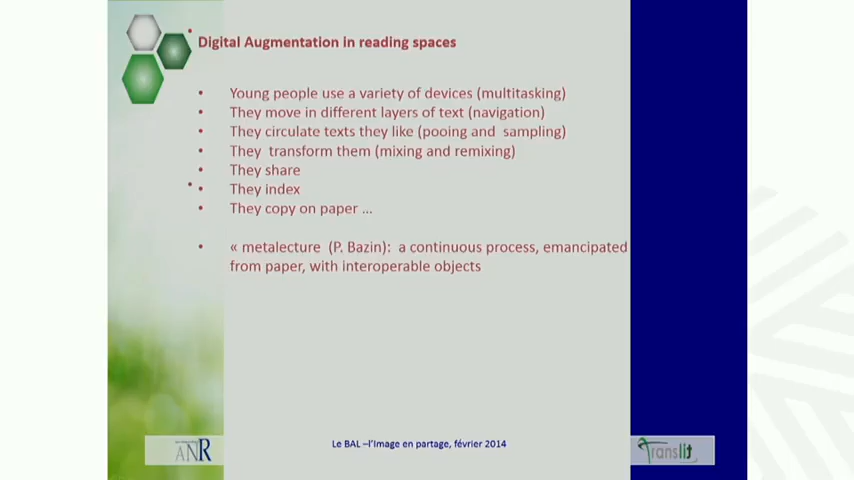 Digital Augmentation in reading spaces
• Young people use a variety of devices (multitasking)
• They move in different layers of text (navigation)
• They circulate texts they like (pooing and sampling)
• They transform them (mixing and remixing)
• They share
• They index
• They copy on paper ...
• « metalecture (P. Bazin): a continuous process, emancipated
from paper, with interoperable objects
Le BAL –l'Image en partage, février 2014
ANR
Translit